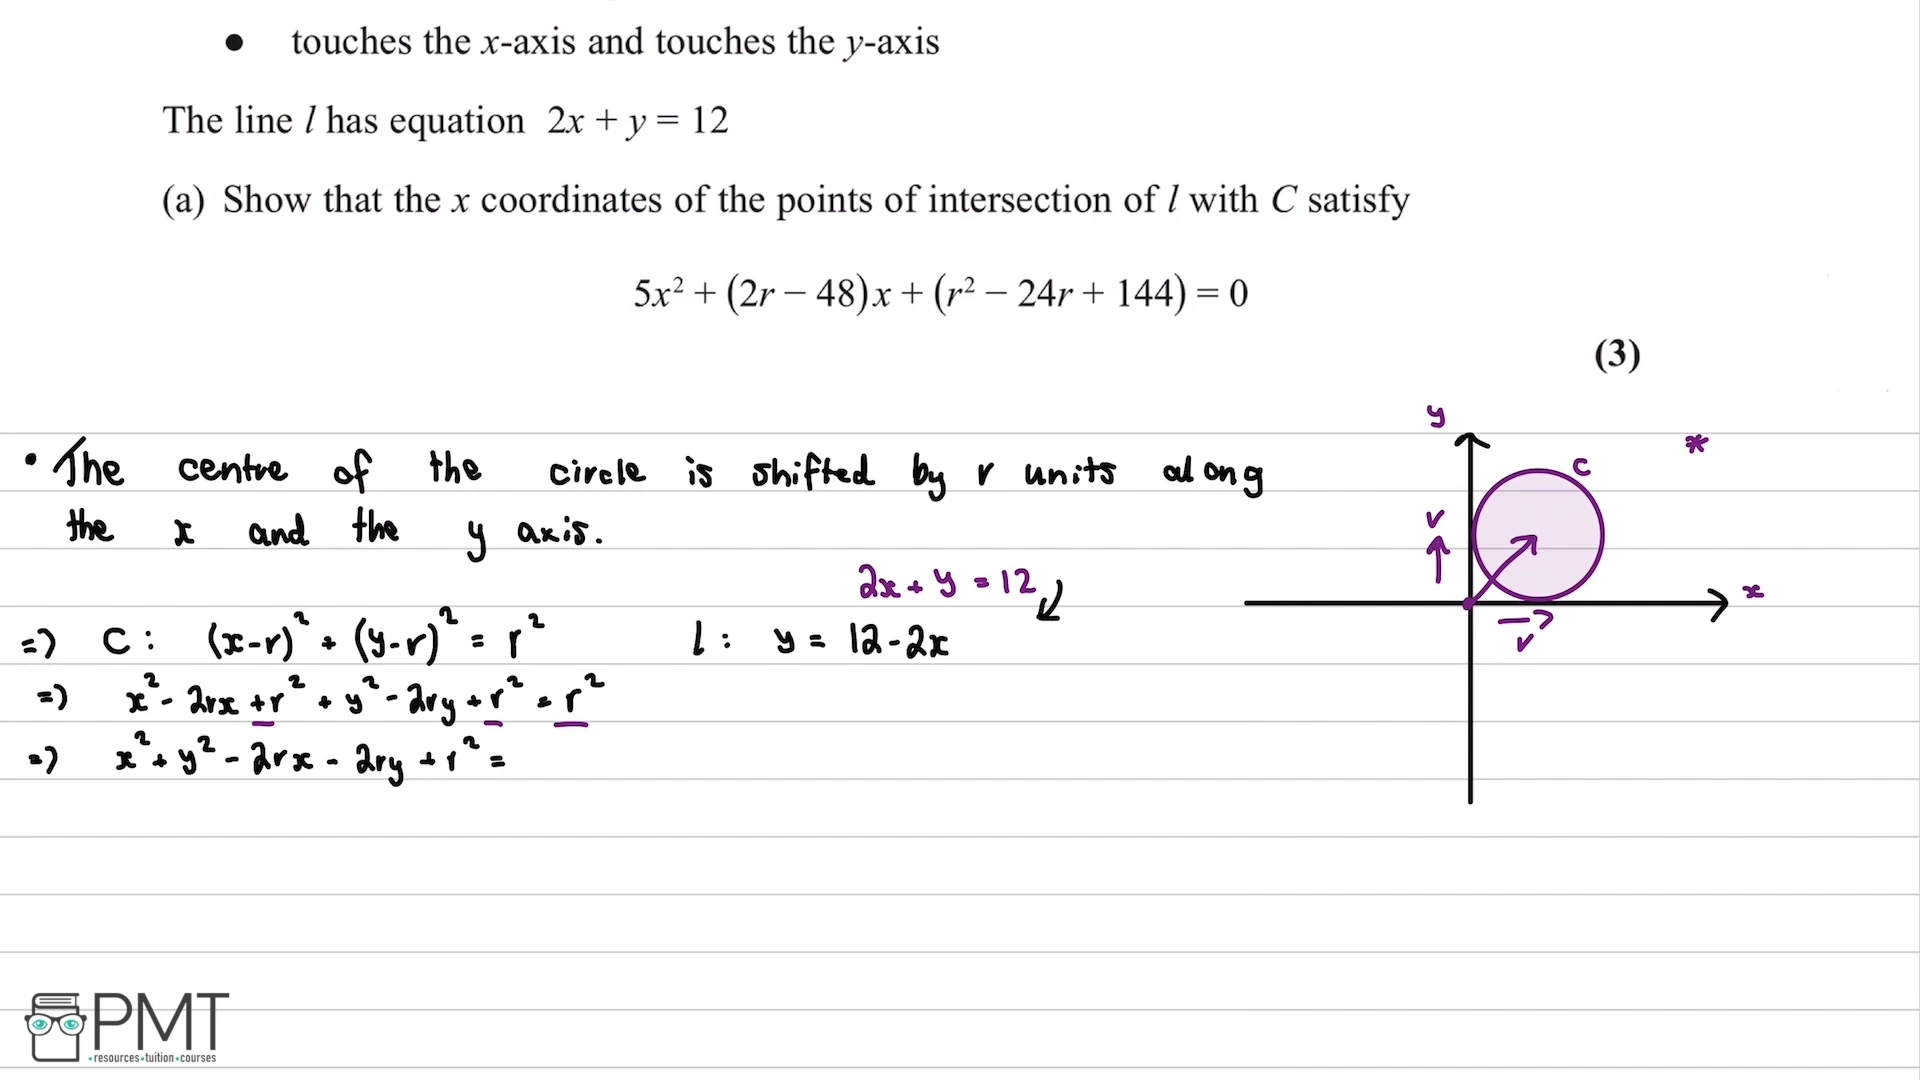 • touches the x-axis and touches the y-axis
The line l has equation 2x + y = 12
(a) Show that the x coordinates of the points of intersection of l with C satisfy
5x² + (2r − 48)x + (r² − 24r + 144) = 0
(3)
y
*
C
• The centre of the circle is shifted by r units along
the x and the y axis.
r
2x + y = 12
x
r
=> C : (x-r)² + (y-r)² = r²
l : y = 12-2x
=> x² - 2rx + r² + y² - 2ry + r² = r²
=> x² + y² - 2rx - 2ry + r² =
PMT
•resources•tuition•courses